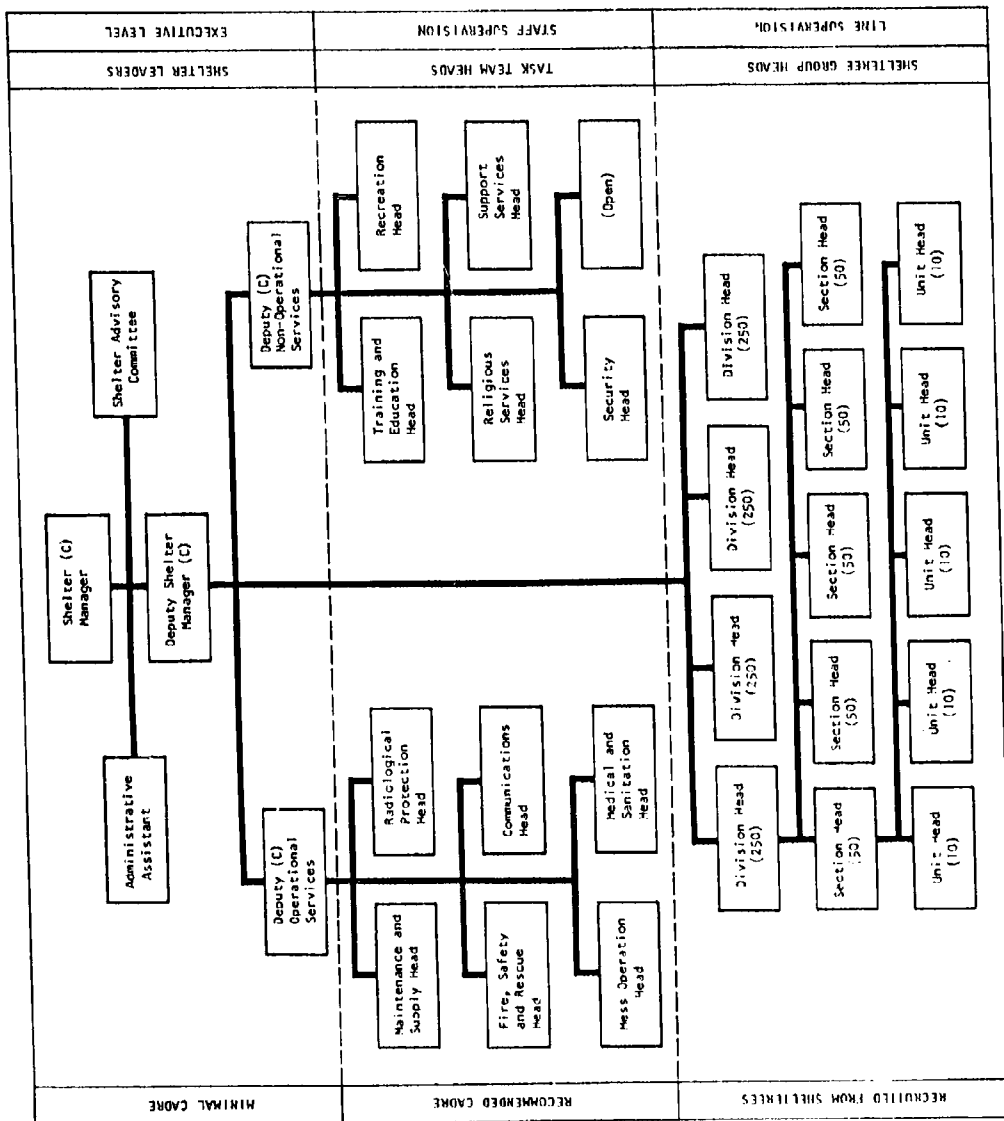 EXECUTIVE LEVEL
STAFF SUPERVISION
LINE SUPERVISION
SHELTER LEADERS
TASK TEAM HEADS
SHELTEREE GROUP HEADS
Shelter (C)
Manager
Administrative
Assistant
Shelter Advisory
Committee
Deputy Shelter
Manager (C)
Deputy (C)
Operational
Services
Deputy (C)
Non-Operational
Services
Maintenance and
Supply Head
Radiological
Protection
Head
Training and
Education
Head
Recreation
Head
Fire, Safety
and Rescue
Head
Communications
Head
Religious
Services
Head
Support
Services
Head
Mess Operation
Head
Medical and
Sanitation
Head
Security
Head
(Open)
Division Head
(250)
Division Head
(250)
Division Head
(250)
Division Head
(250)
Section Head
(50)
Section Head
(50)
Section Head
(50)
Section Head
(50)
Section Head
(50)
Unit Head
(10)
Unit Head
(10)
Unit Head
(10)
Unit Head
(10)
Unit Head
(10)
MINIMAL CADRE
RECOMMENDED CADRE
RECRUITED FROM SHELTEREES